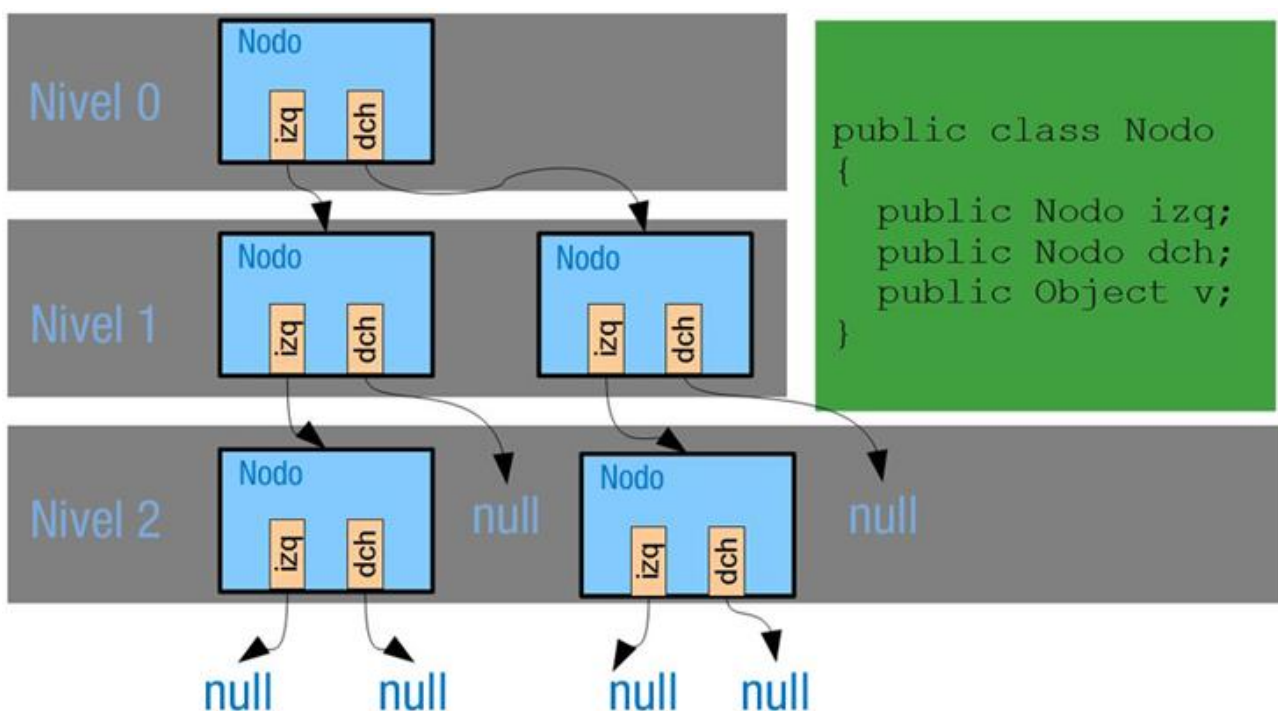 Nivel 0
Nodo
izq dch
public class Nodo
{
public Nodo izq;
public Nodo dch;
public Object v;
}
Nivel 1
Nodo
izq dch
Nodo
izq dch
Nivel 2
Nodo
izq dch
null
Nodo
izq dch
null
null null null null